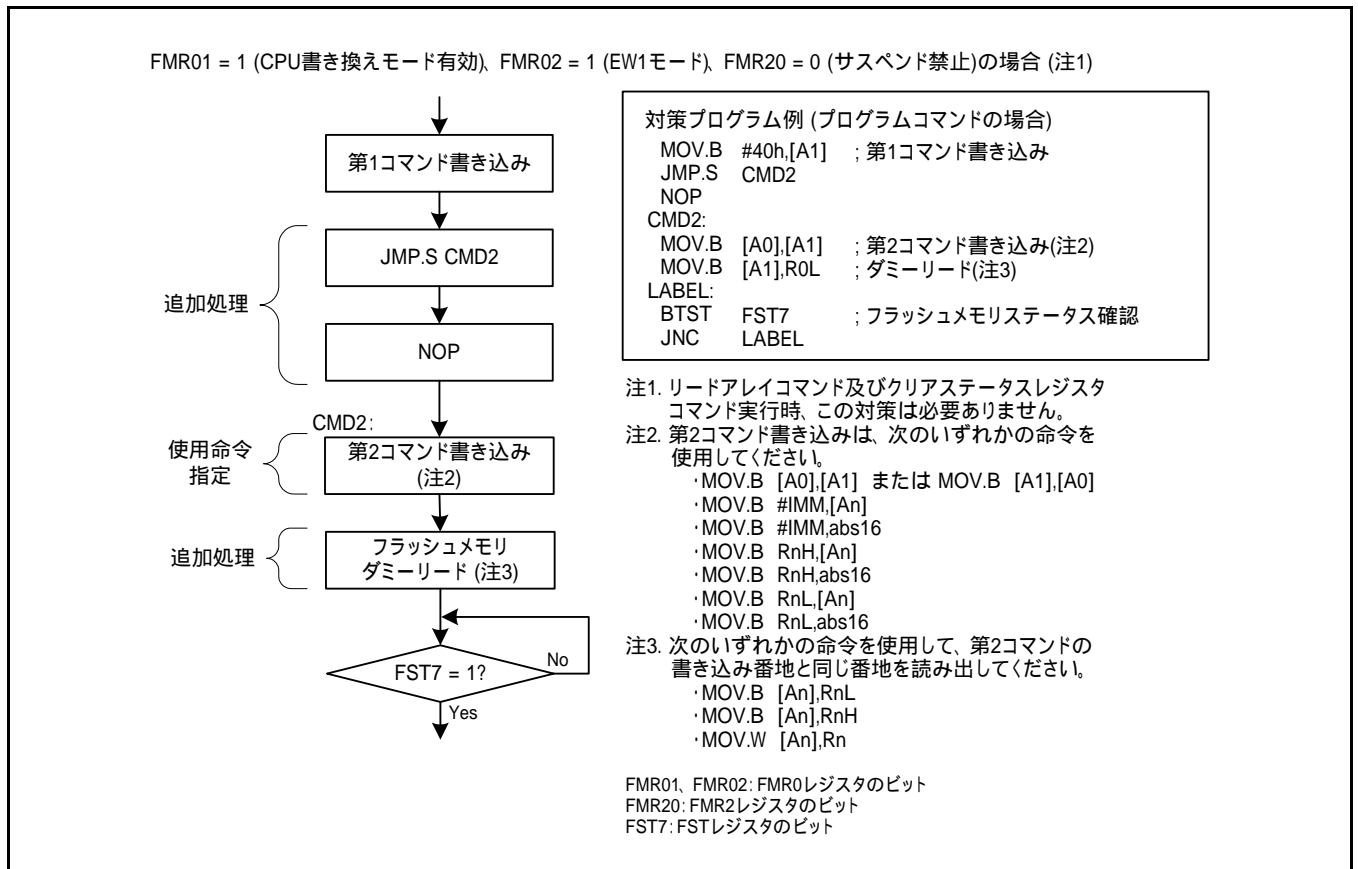 FMR01 = 1 (CPU書き換えモード有効)、FMR02 = 1 (EW1モード)、FMR20 = 0 (サスペンド禁止)の場合 (注1)
第1コマンド書き込み
追加処理
JMP.S CMD2
NOP
CMD2:
使用命令
指定
第2コマンド書き込み
(注2)
追加処理
フラッシュメモリ
ダミーリード (注3)
FST7 = 1?
No
Yes
対策プログラム例 (プログラムコマンドの場合)
MOV.B #40h,[A1] ; 第1コマンド書き込み
JMP.S CMD2
NOP
CMD2:
MOV.B [A0],[A1] ; 第2コマンド書き込み(注2)
MOV.B [A1],R0L ; ダミーリード(注3)
LABEL:
BTST FST7 ; フラッシュメモリステータス確認
JNC LABEL
注1. リードアレイコマンド及びクリアステータスレジスタ
コマンド実行時、この対策は必要ありません。
注2. 第2コマンド書き込みは、次のいずれかの命令を
使用してください。
・MOV.B [A0],[A1] または MOV.B [A1],[A0]
・MOV.B #IMM,[An]
・MOV.B #IMM,abs16
・MOV.B RnH,[An]
・MOV.B RnH,abs16
・MOV.B RnL,[An]
・MOV.B RnL,abs16
注3. 次のいずれかの命令を使用して、第2コマンドの
書き込み番地と同じ番地を読み出してください。
・MOV.B [An],RnL
・MOV.B [An],RnH
・MOV.W [An],Rn
FMR01、FMR02: FMR0レジスタのビット
FMR20: FMR2レジスタのビット
FST7: FSTレジスタのビット